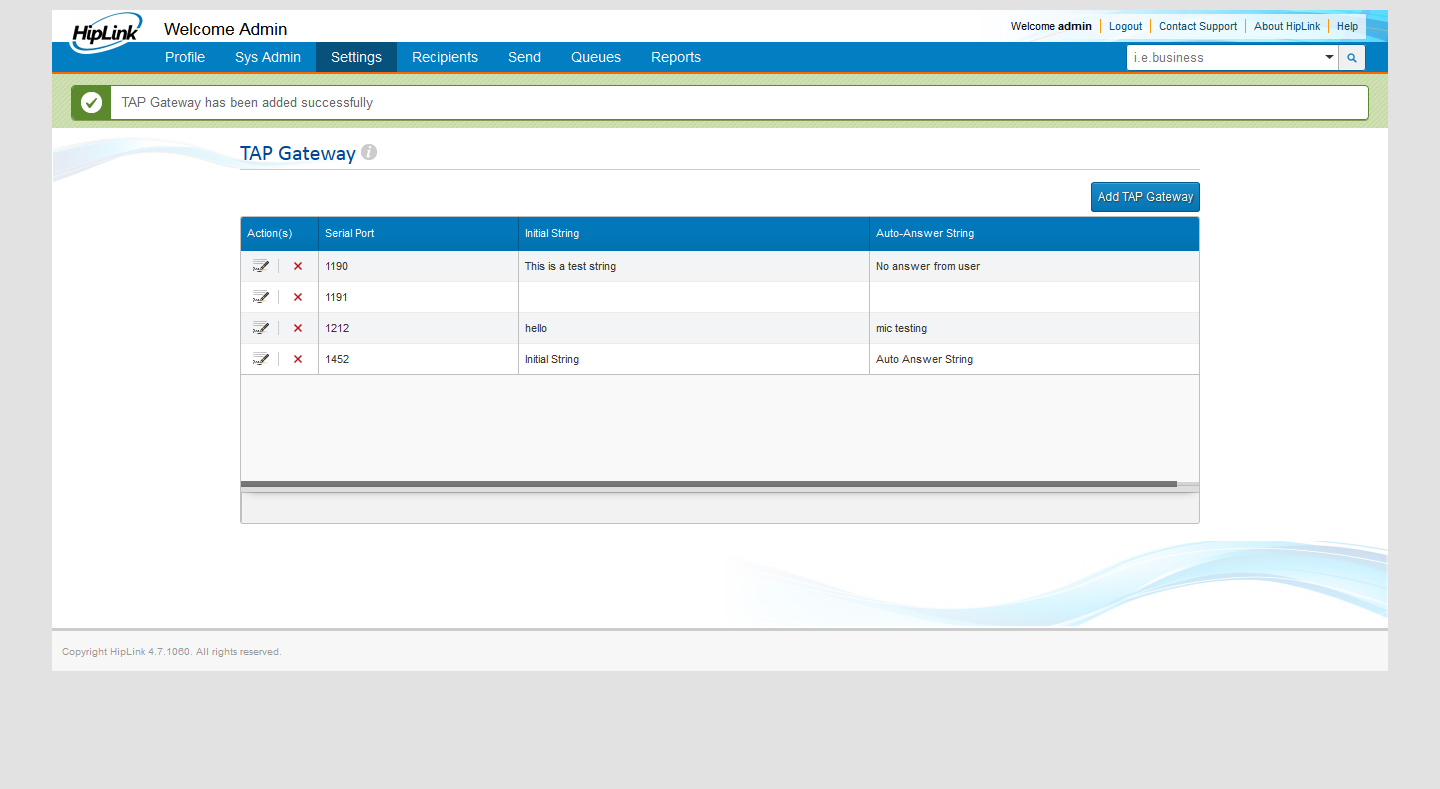 HipLink
Welcome Admin
Welcome admin Logout Contact Support About HipLink Help
Profile Sys Admin Settings Recipients Send Queues Reports i.e.business
TAP Gateway has been added successfully
TAP Gateway i
Add TAP Gateway
Action(s) Serial Port Initial String Auto-Answer String
1190 This is a test string No answer from user
1191
1212 hello mic testing
1452 Initial String Auto Answer String
Copyright HipLink 4.7.1060. All rights reserved.